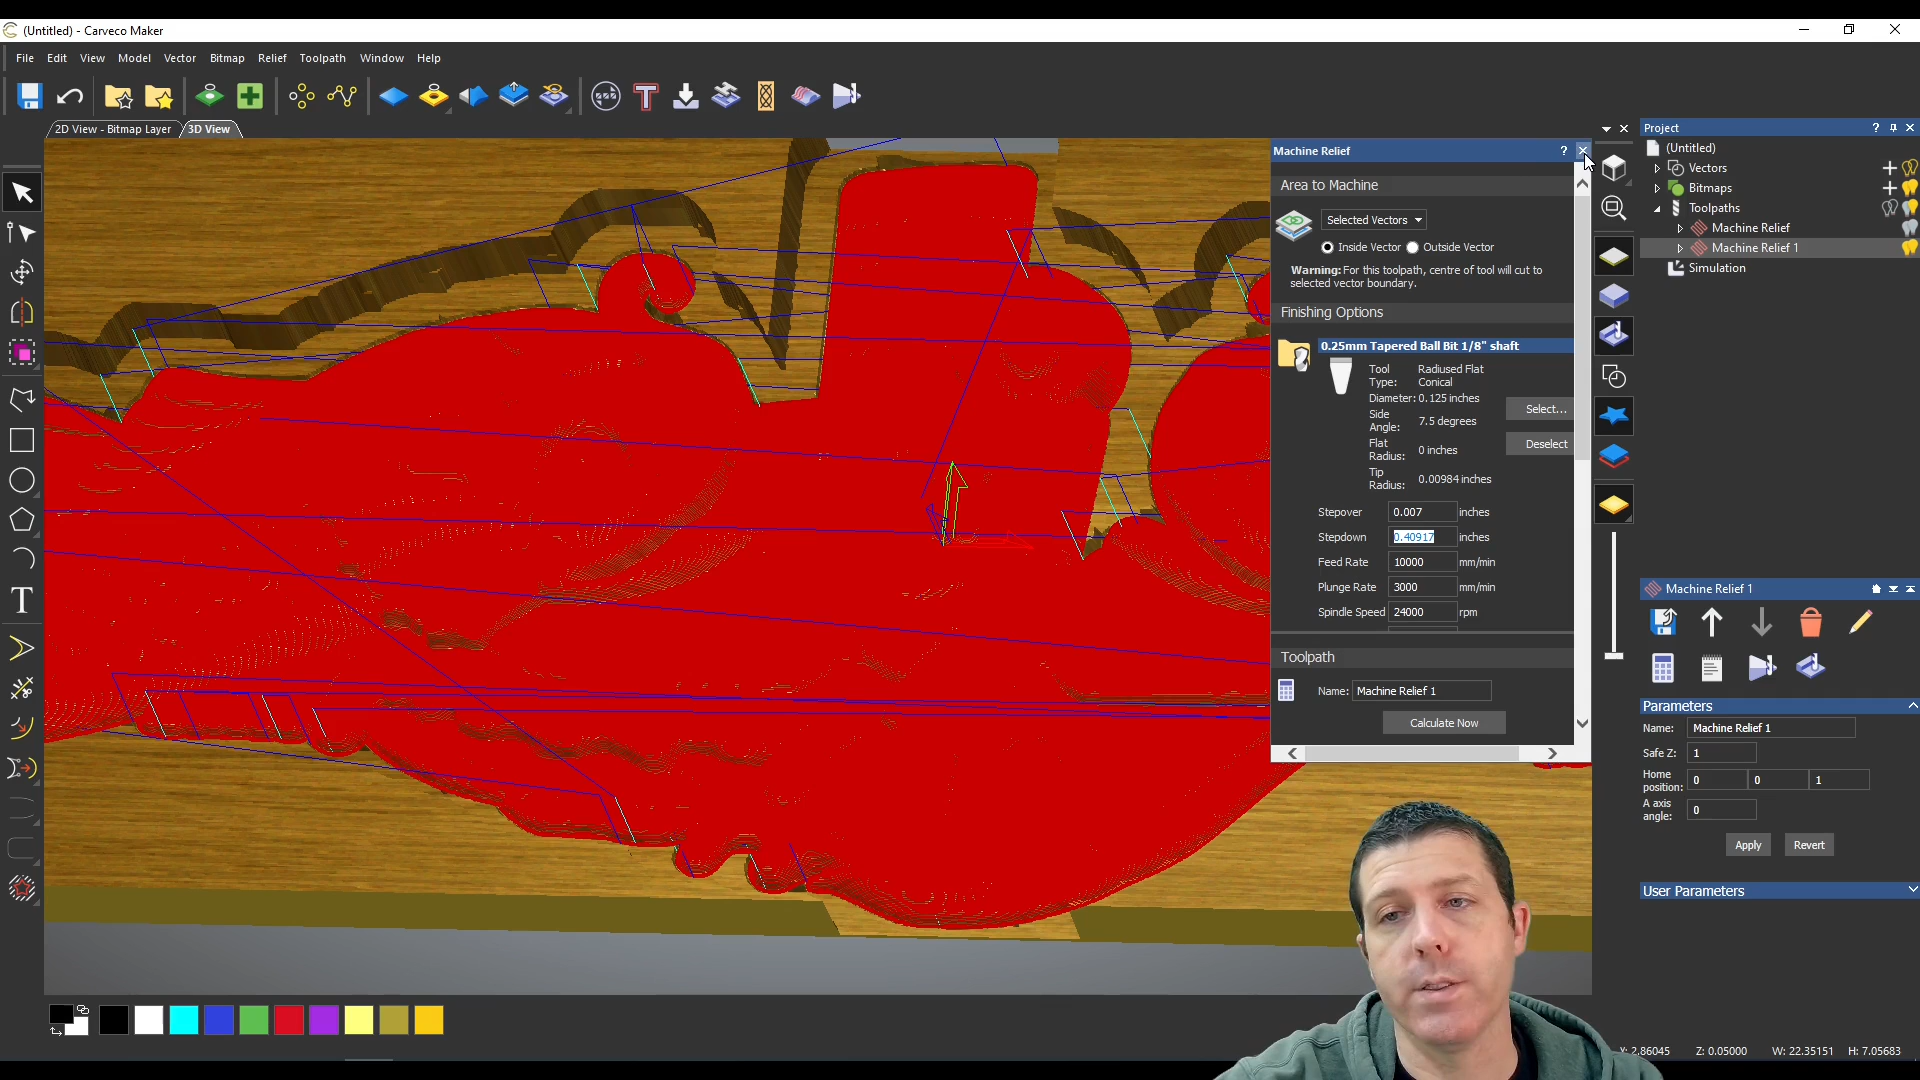 (Untitled) - Carveco Maker
File Edit View Model Vector Bitmap Relief Toolpath Window Help
2D View - Bitmap Layer 3D View
Machine Relief
Area to Machine
Selected Vectors
Inside Vector Outside Vector
Warning: For this toolpath, centre of tool will cut to
selected vector boundary.
Finishing Options
0.25mm Tapered Ball Bit 1/8" shaft
Tool Type: Radiused Flat Conical
Diameter: 0.125 inches
Side Angle: 7.5 degrees
Flat Radius: 0 inches
Tip Radius: 0.00984 inches
Select...
Deselect
Stepover 0.007 inches
Stepdown 0.40917 inches
Feed Rate 10000 mm/min
Plunge Rate 3000 mm/min
Spindle Speed 24000 rpm
Toolpath
Name: Machine Relief 1
Calculate Now
Project
(Untitled)
Vectors
Bitmaps
Toolpaths
Machine Relief
Machine Relief 1
Simulation
Machine Relief 1
Parameters
Name: Machine Relief 1
Safe Z: 1
Home position: 0 0 1
A axis angle: 0
Apply Revert
User Parameters
Y: 2.86045 Z: 0.05000 W: 22.35151 H: 7.05683